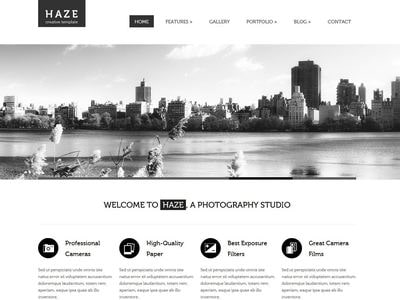 HAZE
creative template
HOME
FEATURES »
GALLERY
PORTFOLIO »
BLOG »
CONTACT
WELCOME TO HAZE, A PHOTOGRAPHY STUDIO
Professional
Cameras
High-Quality
Paper
Best Exposure
Filters
Great Camera
Films
Sed ut perspiciatis unde omnis iste
natus error sit voluptatem accusantium
doloremque laudantium, totam rem
aperiam, eaque ipsa quae ab illo
inventore.
Sed ut perspiciatis unde omnis iste
natus error sit voluptatem accusantium
doloremque laudantium, totam rem
aperiam, eaque ipsa quae ab illo
inventore.
Sed ut perspiciatis unde omnis iste
natus error sit voluptatem accusantium
doloremque laudantium, totam rem
aperiam, eaque ipsa quae ab illo
inventore.
Sed ut perspiciatis unde omnis iste
natus error sit voluptatem accusantium
doloremque laudantium, totam rem
aperiam, eaque ipsa quae ab illo
inventore.